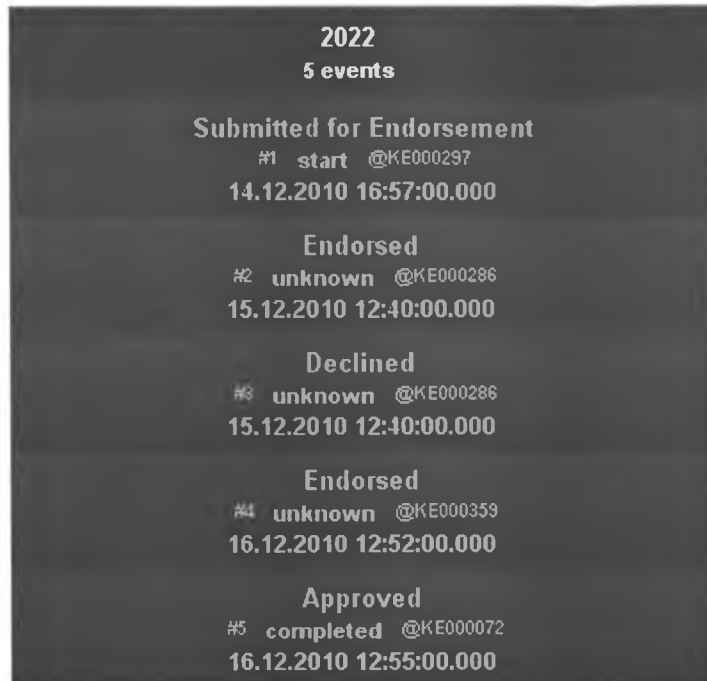 2022
5 events
Submitted for Endorsement
#1 start @KE000297
14.12.2010 16:57:00.000
Endorsed
#2 unknown @KE000286
15.12.2010 12:40:00.000
Declined
#3 unknown @KE000286
15.12.2010 12:40:00.000
Endorsed
#4 unknown @KE000359
16.12.2010 12:52:00.000
Approved
#5 completed @KE000072
16.12.2010 12:55:00.000